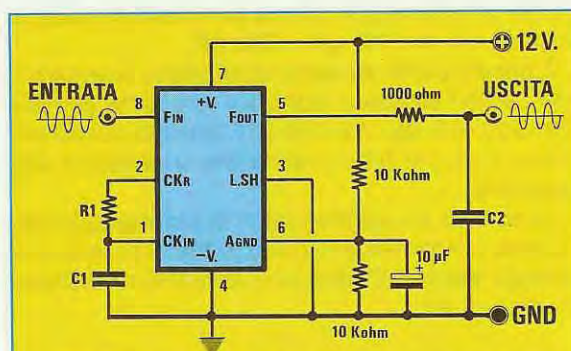 12 V.
7
1000 ohm
ENTRATA
+V.
USCITA
8
FIN
FOUT
5
2
CKR
L.SH
3
10 Kohm
R1
1
CKIN
AGND
6
C2
-V.
10 µF
+
C1
4
10 Kohm
GND